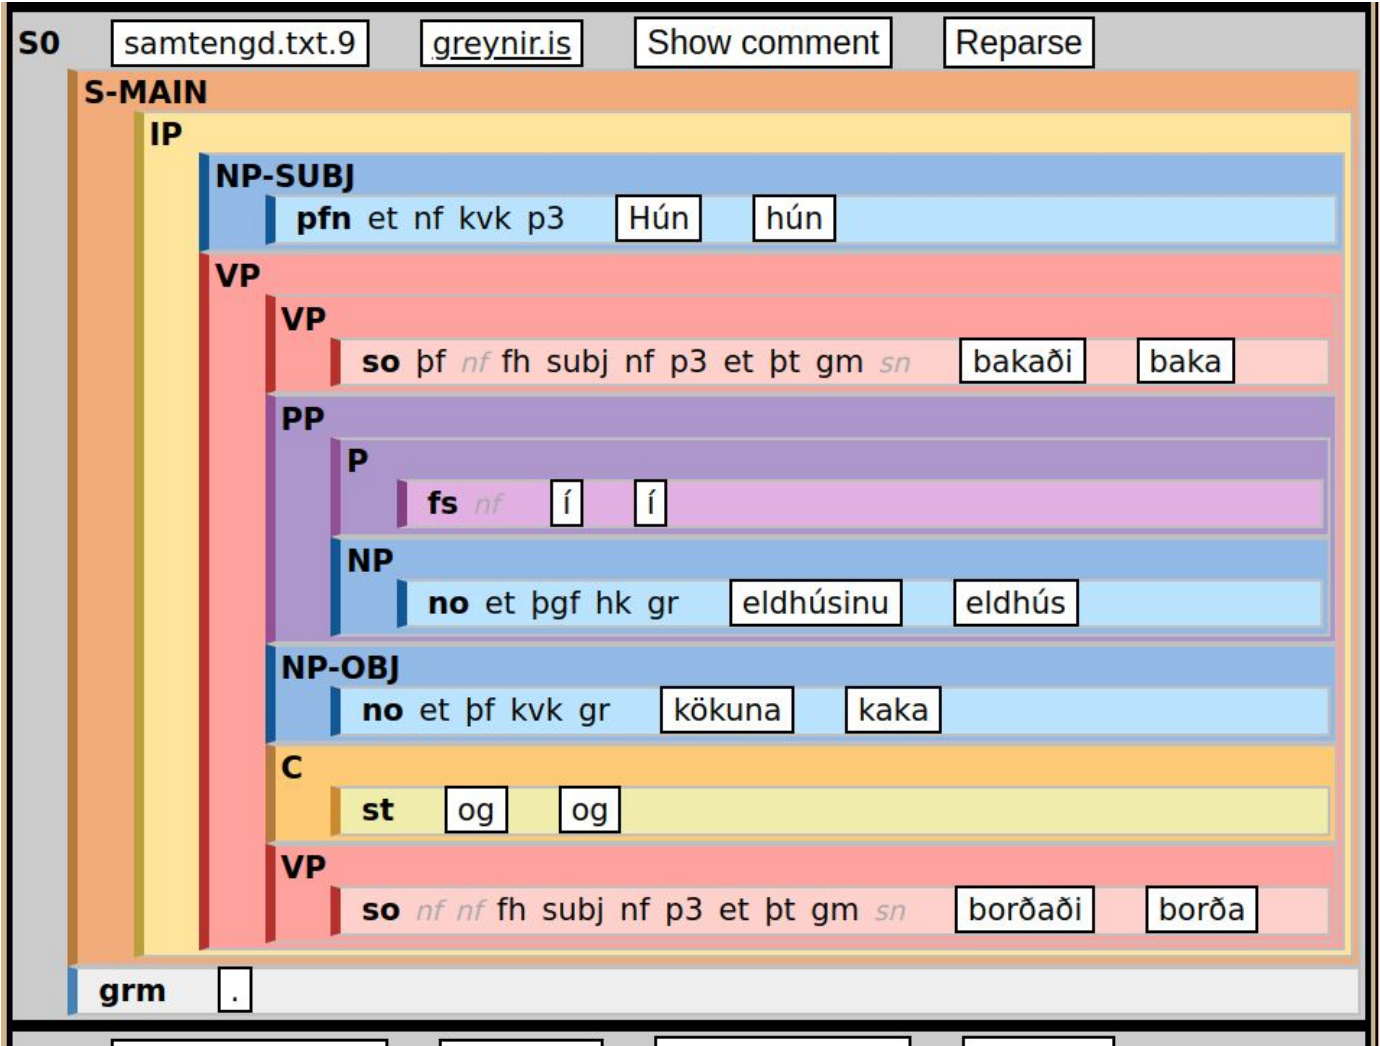 S0 samtengd.txt.9 greynir.is Show comment Reparse
S-MAIN
IP
NP-SUBJ
pfn et nf kvk p3 Hún hún
VP
VP
so þf nf fh subj nf p3 et þt gm sn bakaði baka
PP
P
fs nf í í
NP
no et þgf hk gr eldhúsinu eldhús
NP-OBJ
no et þf kvk gr kökuna kaka
C
st og og
VP
so nf nf fh subj nf p3 et þt gm sn borðaði borða
grm .